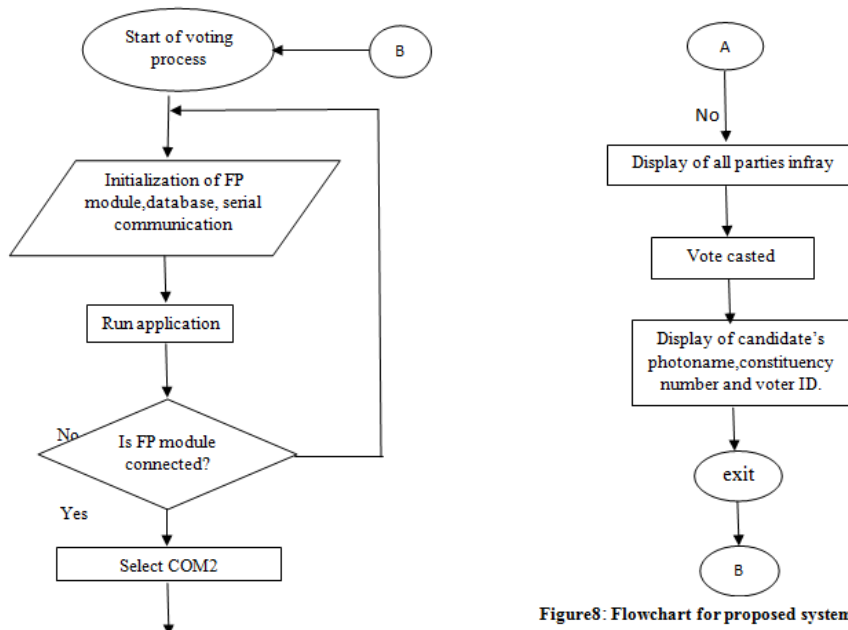 Start of voting
process
B
Initialization of FP
module,database, serial
communication
Run application
No
Is FP module
connected?
Yes
Select COM2
A
No
Display of all parties infray
Vote casted
Display of candidate's
photoname,constituency
number and voter ID.
exit
B
Figure8: Flowchart for proposed system